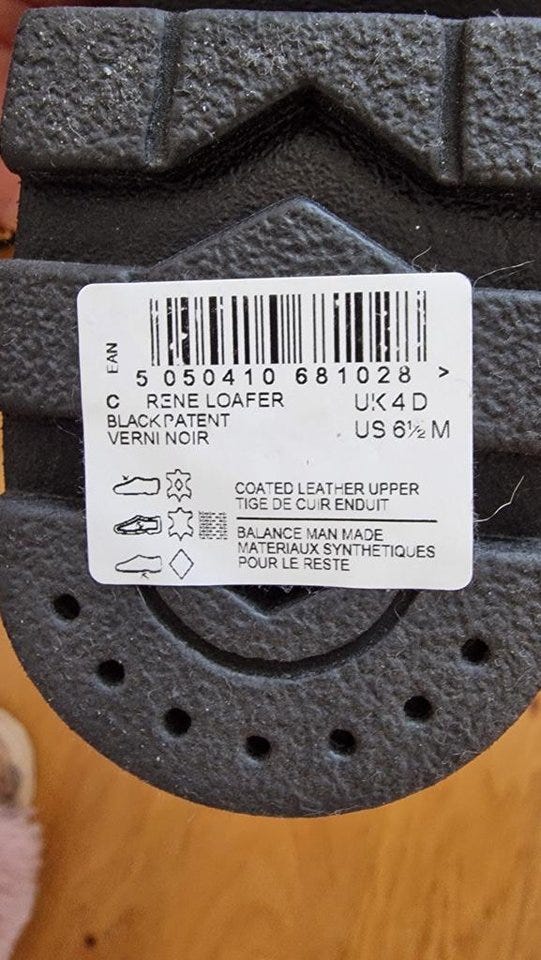 EAN
5 050410 681028 >
C RENE LOAFER UK 4 D
BLACK PATENT
VERNI NOIR US 6½ M
COATED LEATHER UPPER
TIGE DE CUIR ENDUIT
BALANCE MAN MADE
MATERIAUX SYNTHETIQUES
POUR LE RESTE